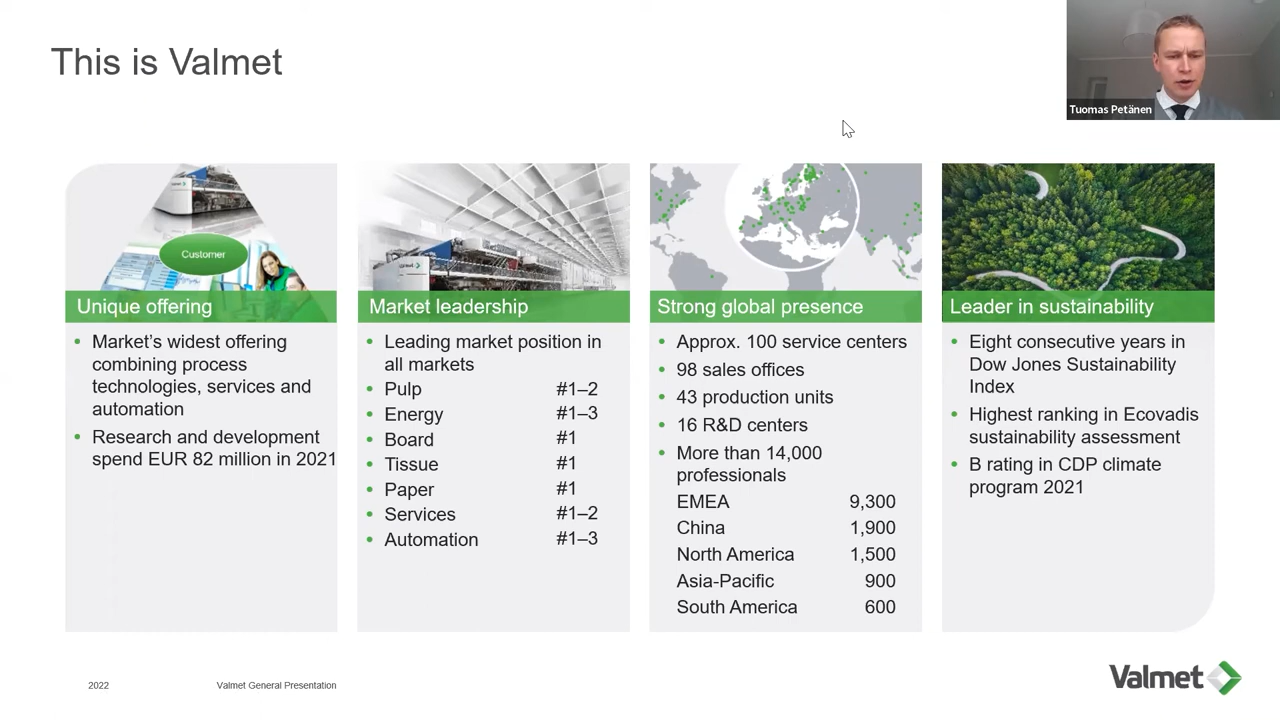 This is Valmet
Tuomas Petänen
Customer
Unique offering
• Market's widest offering
combining process
technologies, services and
automation
• Research and development
spend EUR 82 million in 2021
Market leadership
• Leading market position in
all markets
• Pulp #1–2
• Energy #1–3
• Board #1
• Tissue #1
• Paper #1
• Services #1–2
• Automation #1–3
Strong global presence
• Approx. 100 service centers
• 98 sales offices
• 43 production units
• 16 R&D centers
• More than 14,000
professionals
EMEA 9,300
China 1,900
North America 1,500
Asia-Pacific 900
South America 600
Leader in sustainability
• Eight consecutive years in
Dow Jones Sustainability
Index
• Highest ranking in Ecovadis
sustainability assessment
• B rating in CDP climate
program 2021
2022
Valmet General Presentation
Valmet